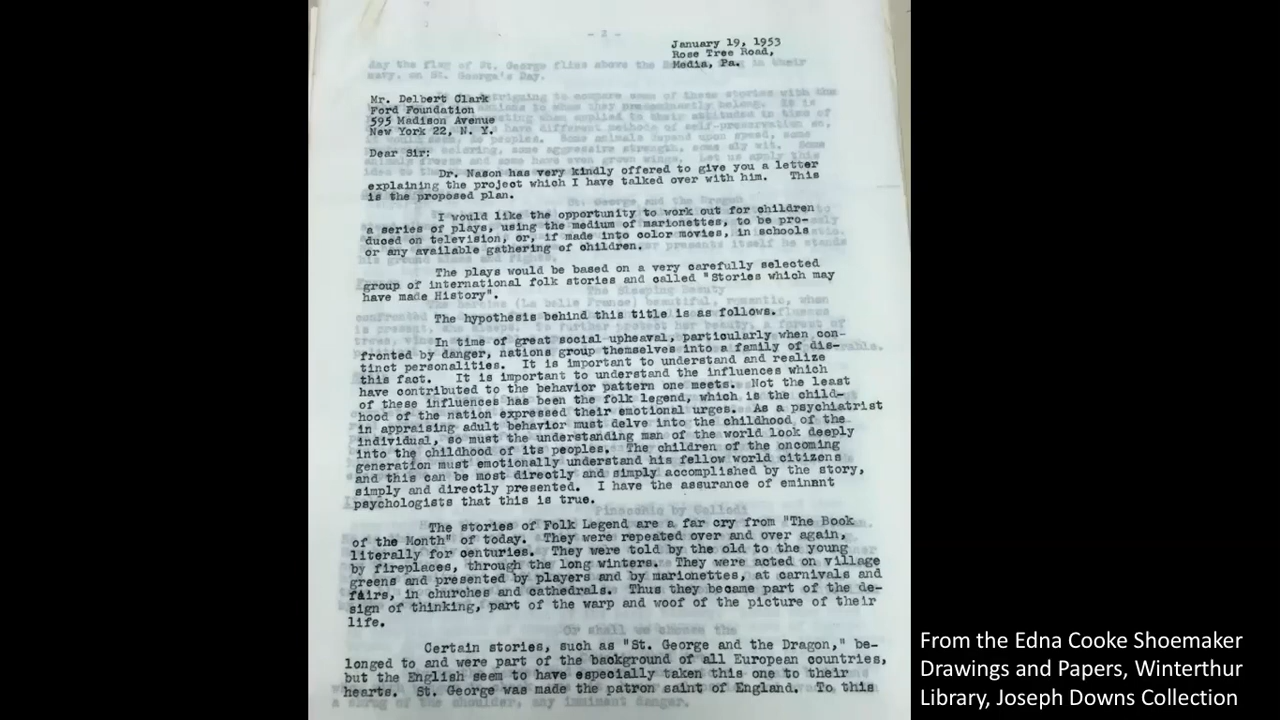 January 19, 1953
Rose Tree Road,
Media, Pa.
Mr. Delbert Clark
Ford Foundation
595 Madison Avenue
New York 22, N. Y.
Dear Sir:
Dr. Nason has very kindly offered to give you a letter
explaining the project which I have talked over with him. This
is the proposed plan.
I would like the opportunity to work out for children
a series of plays, using the medium of marionettes, to be pro-
duced on television, or, if made into color movies, in schools
or any available gathering of children.
The plays would be based on a very carefully selected
group of international folk stories and called "Stories which may
have made History".
The hypothesis behind this title is as follows.
In time of great social upheaval, particularly when con-
fronted by danger, nations group themselves into a family of dis-
tinct personalities. It is important to understand and realize
this fact. It is important to understand the influences which
have contributed to the behavior pattern one meets. Not the least
of these influences has been the folk legend, which is the child-
hood of the nation expressed their emotional urges. As a psychiatrist
in appraising adult behavior must delve into the childhood of the
individual, so must the understanding man of the world look deeply
into the childhood of its peoples. The children of the oncoming
generation must emotionally understand his fellow world citizens
and this can be most directly and simply accomplished by the story,
simply and directly presented. I have the assurance of eminent
psychologists that this is true.
The stories of Folk Legend are a far cry from "The Book
of the Month" of today. They were repeated over and over again,
literally for centuries. They were told by the old to the young
by fireplaces, through the long winters. They were acted on village
greens and presented by players and by marionettes, at carnivals and
fairs, in churches and cathedrals. Thus they became part of the de-
sign of thinking, part of the warp and woof of the picture of their
life.
Certain stories, such as "St. George and the Dragon," be-
longed to and were part of the background of all European countries,
but the English seem to have especially taken this one to their
hearts. St. George was made the patron saint of England. To this
From the Edna Cooke Shoemaker
Drawings and Papers, Winterthur
Library, Joseph Downs Collection